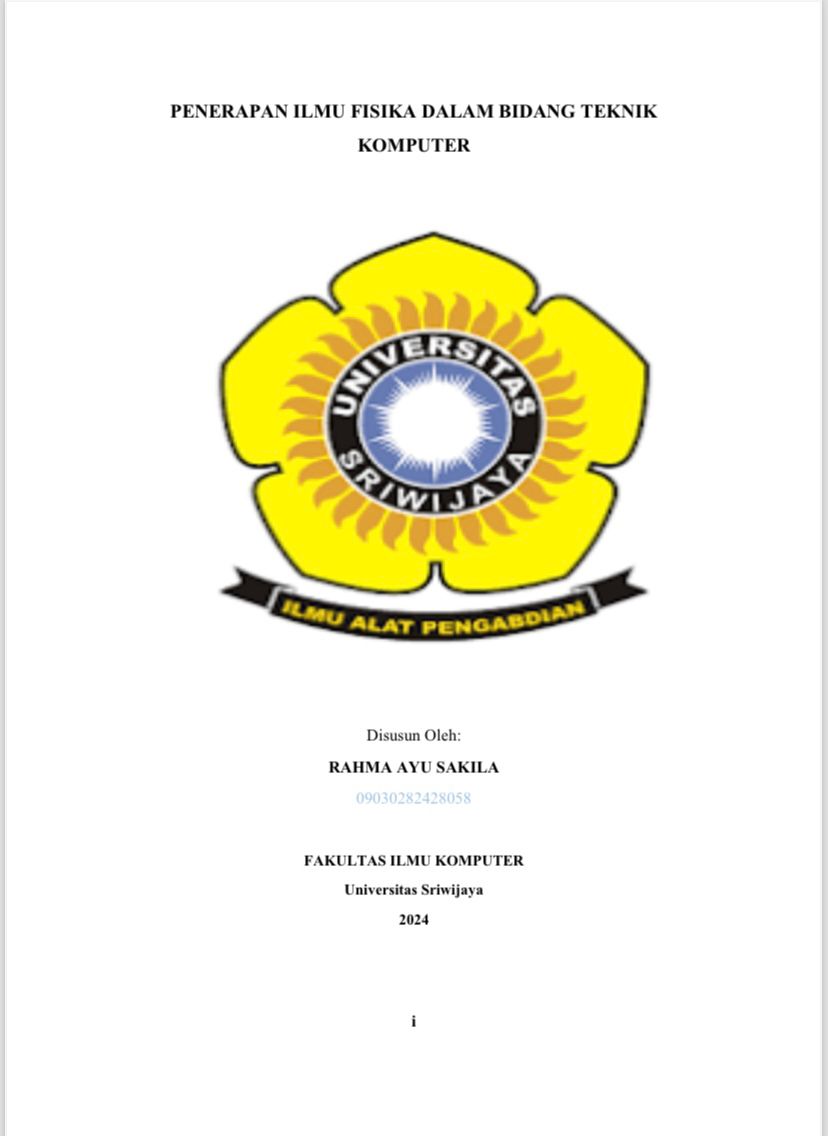 PENERAPAN ILMU FISIKA DALAM BIDANG TEKNIK
KOMPUTER
UNIVERSITAS
SRIWIJAYA
ILMU ALAT PENGABDIAN
Disusun Oleh:
RAHMA AYU SAKILA
09030282428058
FAKULTAS ILMU KOMPUTER
Universitas Sriwijaya
2024
i